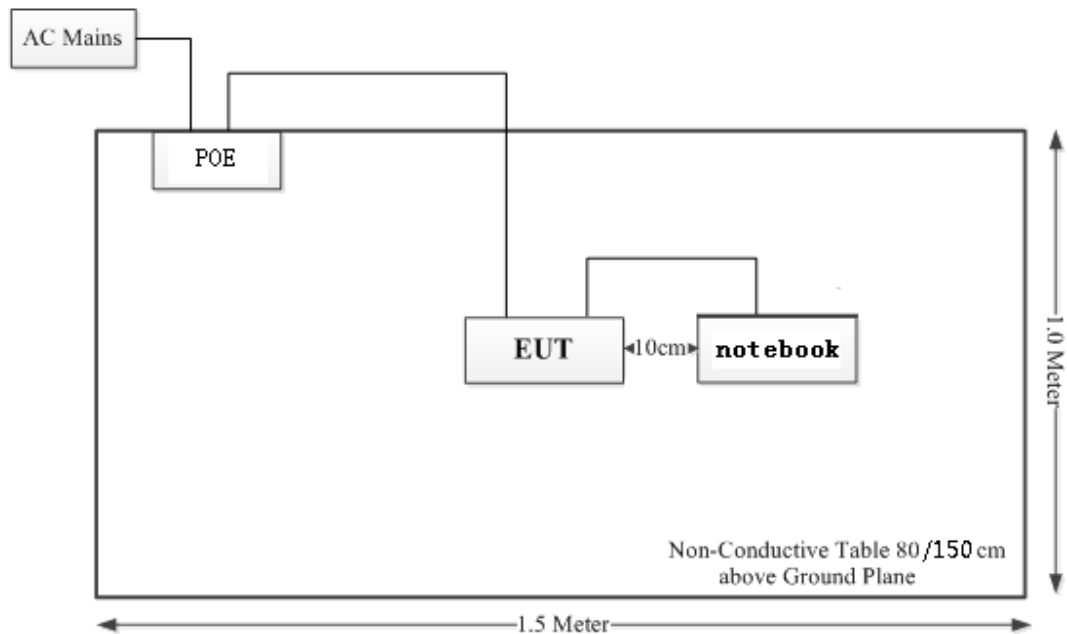 AC Mains
POE
EUT
10cm
notebook
1.0 Meter
Non-Conductive Table 80/150 cm
above Ground Plane
1.5 Meter